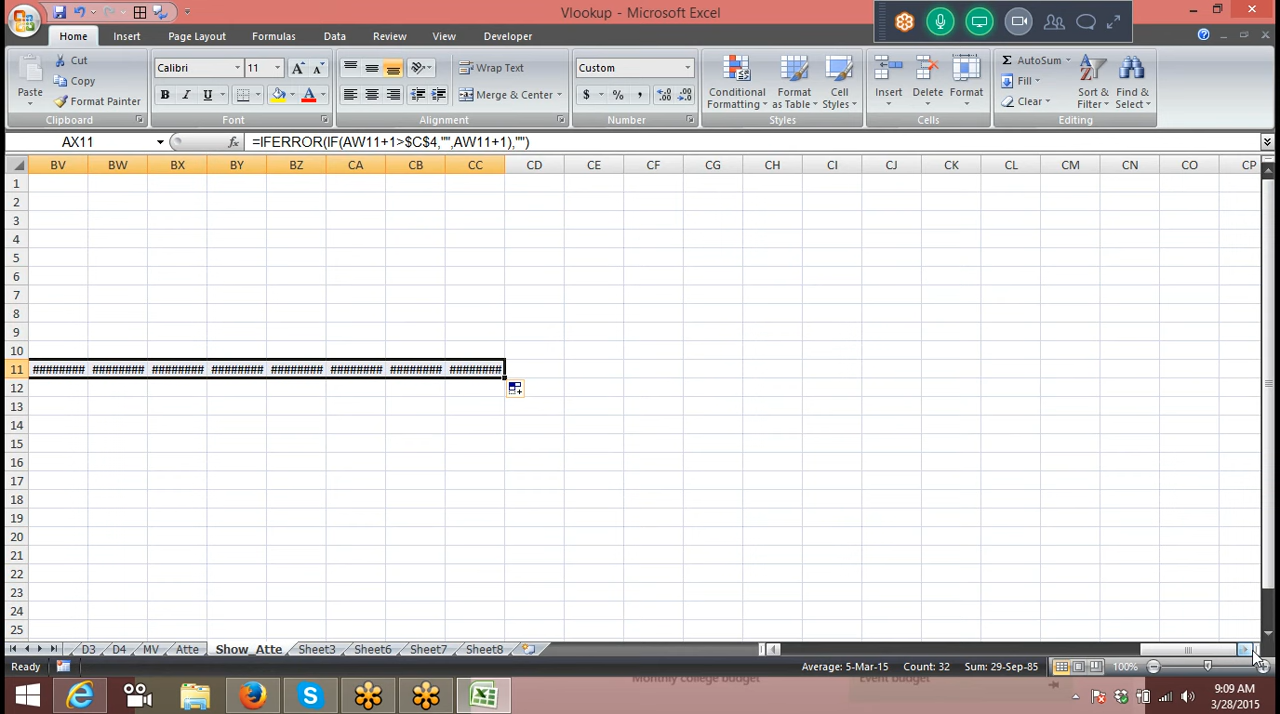 Vlookup - Microsoft Excel
Home Insert Page Layout Formulas Data Review View Developer
Paste
Cut
Copy
Format Painter
Clipboard
Calibri 11
A A
B I U A
Font
Wrap Text
Merge & Center
Alignment
Custom
$ % ,
Number
Conditional Formatting
Format as Table
Cell Styles
Styles
Insert Delete Format
Cells
Σ AutoSum
Fill
Clear
Sort & Filter
Find & Select
Editing
AX11 fx =IFERROR(IF(AW11+1>$C$4,"",AW11+1),"")
BV BW BX BY BZ CA CB CC CD CE CF CG CH CI CJ CK CL CM CN CO CP
1
2
3
4
5
6
7
8
9
10
11 ######## ######## ######## ######## ######## ######## ######## ########
12
13
14
15
16
17
18
19
20
21
22
23
24
25
D3 D4 MV Atte Show_Atte Sheet3 Sheet6 Sheet7 Sheet8
Ready Average: 5-Mar-15 Count: 32 Sum: 29-Sep-85 100%
Monthly college budget Event budget
9:09 AM
3/28/2015